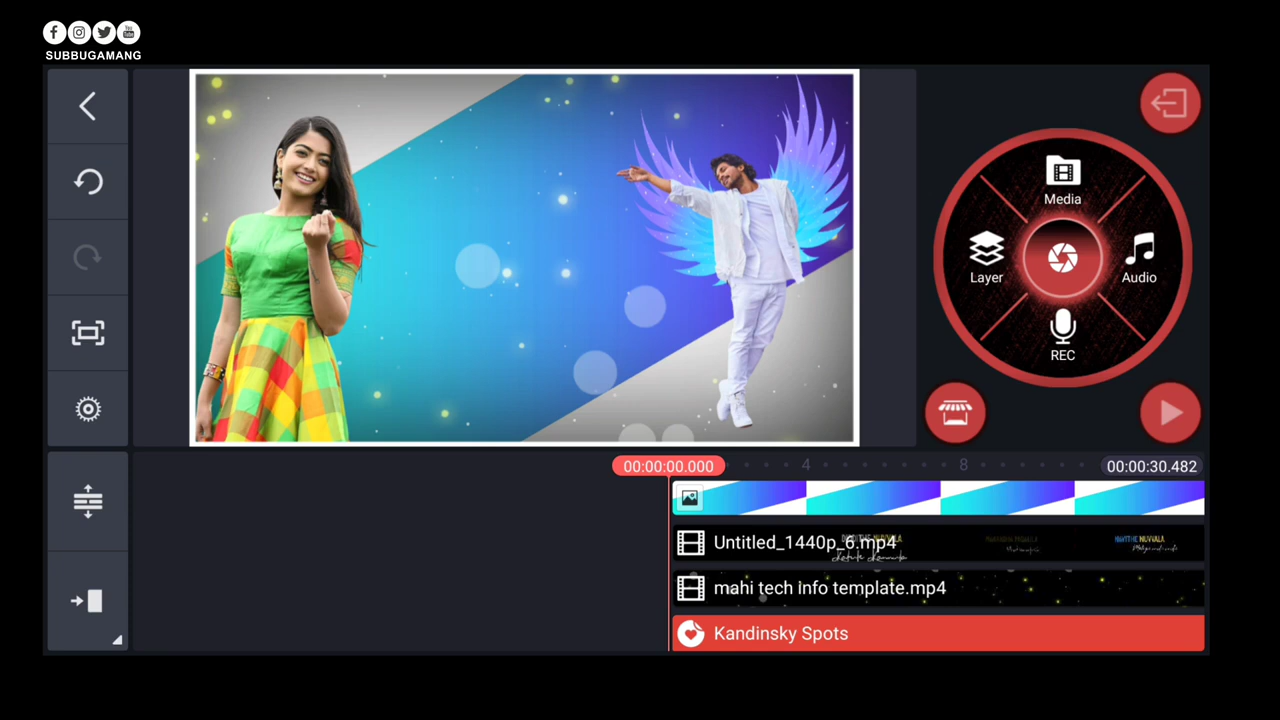 SUBBUGAMANG
Media
Layer
Audio
REC
00:00:00.000
4
8
00:00:30.482
Untitled_1440p_6.mp4
mahi tech info template.mp4
Kandinsky Spots